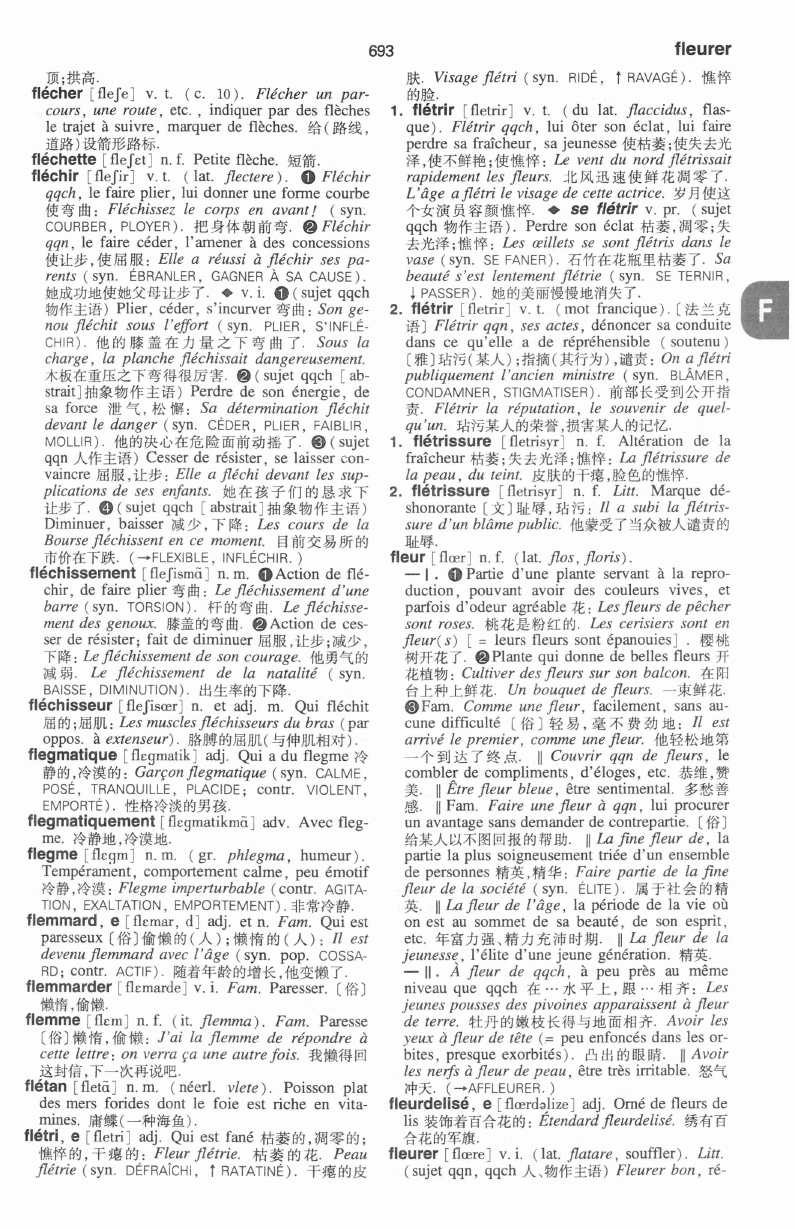 693
fleurer
顶;拱高.
flécher [fleʃe] v. t. (c. 10). Flécher un par-
cours, une route, etc. , indiquer par des flèches
le trajet à suivre, marquer de flèches. 给(路线,
道路)设箭形路标.
fléchette [fleʃɛt] n. f. Petite flèche. 短箭.
fléchir [fleʃir] v. t. (lat. flectere). ❶ Fléchir
qqch, le faire plier, lui donner une forme courbe
使弯曲: Fléchissez le corps en avant! (syn.
COURBER, PLOYER). 把身体朝前弯. ❷ Fléchir
qqn, le faire céder, l'amener à des concessions
使让步,使屈服: Elle a réussi à fléchir ses pa-
rents (syn. ÉBRANLER, GAGNER À SA CAUSE).
她成功地使她父母让步了. ◆ v. i. ❶ (sujet qqch
物作主语) Plier, céder, s'incurver 弯曲: Son ge-
nou fléchit sous l'effort (syn. PLIER, S'INFLÉ-
CHIR). 他的膝盖在力量之下弯曲了. Sous la
charge, la planche fléchissait dangereusement.
木板在重压之下弯得很厉害. ❷ (sujet qqch [ab-
strait]抽象物作主语) Perdre de son énergie, de
sa force 泄气,松懈: Sa détermination fléchit
devant le danger (syn. CÉDER, PLIER, FAIBLIR,
MOLLIR). 他的决心在危险面前动摇了. ❸ (sujet
qqn 人作主语) Cesser de résister, se laisser con-
vaincre 屈服,让步: Elle a fléchi devant les sup-
plications de ses enfants. 她在孩子们的恳求下
让步了. ❹ (sujet qqch [abstrait]抽象物作主语)
Diminuer, baisser 减少,下降: Les cours de la
Bourse fléchissent en ce moment. 目前交易所的
市价在下跌. (→FLEXIBLE, INFLÉCHIR. )
fléchissement [fleʃismɑ̃] n. m. ❶ Action de flé-
chir, de faire plier 弯曲: Le fléchissement d'une
barre (syn. TORSION). 杆的弯曲. Le fléchisse-
ment des genoux. 膝盖的弯曲. ❷ Action de ces-
ser de résister; fait de diminuer 屈服,让步;减少,
下降: Le fléchissement de son courage. 他勇气的
减弱. Le fléchissement de la natalité (syn.
BAISSE, DIMINUTION). 出生率的下降.
fléchisseur [fleʃisœr] n. et adj. m. Qui fléchit
屈的;屈肌: Les muscles fléchisseurs du bras (par
oppos. à extenseur). 胳膊的屈肌(与伸肌相对).
flegmatique [flɛgmatik] adj. Qui a du flegme 冷
静的,冷漠的: Garçon flegmatique (syn. CALME,
POSÉ, TRANQUILLE, PLACIDE; contr. VIOLENT,
EMPORTÉ). 性格冷淡的男孩.
flegmatiquement [flɛgmatikmɑ̃] adv. Avec fleg-
me. 冷静地,冷漠地.
flegme [flɛgm] n. m. (gr. phlegma, humeur).
Tempérament, comportement calme, peu émotif
冷静,冷漠: Flegme imperturbable (contr. AGITA-
TION, EXALTATION, EMPORTEMENT). 非常冷静.
flemmard, e [flɛmar, d] adj. et n. Fam. Qui est
paresseux [俗]偷懒的(人);懒惰的(人): Il est
devenu flemmard avec l'âge (syn. pop. COSSA-
RD; contr. ACTIF). 随着年龄的增长,他变懒了.
flemmarder [flɛmarde] v. i. Fam. Paresser. [俗]
懒惰,偷懒.
flemme [flɛm] n. f. (it. flemma). Fam. Paresse
[俗]懒惰,偷懒: J'ai la flemme de répondre à
cette lettre: on verra ça une autre fois. 我懒得回
这封信,下一次再说吧.
flétan [fletɑ̃] n. m. (néerl. vlete). Poisson plat
des mers forides dont le foie est riche en vita-
mines. 庸鲽(一种海鱼).
flétri, e [fletri] adj. Qui est fané 枯萎的,凋零的;
憔悴的,干瘪的: Fleur flétrie. 枯萎的花. Peau
flétrie (syn. DÉFRAÎCHI, ↑ RATATINÉ). 干瘪的皮
肤. Visage flétri (syn. RIDÉ, ↑ RAVAGÉ). 憔悴
的脸.
1. flétrir [fletrir] v. t. (du lat. flaccidus, flas-
que). Flétrir qqch, lui ôter son éclat, lui faire
perdre sa fraîcheur, sa jeunesse 使枯萎;使失去光
泽,使不鲜艳;使憔悴: Le vent du nord flétrissait
rapidement les fleurs. 北风迅速使鲜花凋零了.
L'âge a flétri le visage de cette actrice. 岁月使这
个女演员容颜憔悴. ◆ se flétrir v. pr. (sujet
qqch 物作主语). Perdre son éclat 枯萎,凋零;失
去光泽;憔悴: Les œillets se sont flétris dans le
vase (syn. SE FANER). 石竹在花瓶里枯萎了. Sa
beauté s'est lentement flétrie (syn. SE TERNIR,
↓ PASSER). 她的美丽慢慢地消失了.
2. flétrir [fletrir] v. t. (mot francique). [法兰克
语] Flétrir qqn, ses actes, dénoncer sa conduite
dans ce qu'elle a de répréhensible (soutenu)
[雅]玷污(某人);指摘(其行为),谴责: On a flétri
publiquement l'ancien ministre (syn. BLÂMER,
CONDAMNER, STIGMATISER). 前部长受到公开指
责. Flétrir la réputation, le souvenir de quel-
qu'un. 玷污某人的荣誉,损害某人的记忆.
1. flétrissure [fletrisyr] n. f. Altération de la
fraîcheur 枯萎;失去光泽;憔悴: La flétrissure de
la peau, du teint. 皮肤的干瘪,脸色的憔悴.
2. flétrissure [fletrisyr] n. f. Litt. Marque dé-
shonorante [文]耻辱,玷污: Il a subi la flétris-
sure d'un blâme public. 他蒙受了当众被人谴责的
耻辱.
fleur [flœr] n. f. (lat. flos, floris).
— I . ❶ Partie d'une plante servant à la repro-
duction, pouvant avoir des couleurs vives, et
parfois d'odeur agréable 花: Les fleurs de pêcher
sont roses. 桃花是粉红的. Les cerisiers sont en
fleur(s) [ = leurs fleurs sont épanouies] . 樱桃
树开花了. ❷ Plante qui donne de belles fleurs 开
花植物: Cultiver des fleurs sur son balcon. 在阳
台上种上鲜花. Un bouquet de fleurs. 一束鲜花.
❸ Fam. Comme une fleur, facilement, sans au-
cune difficulté [俗]轻易,毫不费劲地: Il est
arrivé le premier, comme une fleur. 他轻松地第
一个到达了终点. ‖ Couvrir qqn de fleurs, le
combler de compliments, d'éloges, etc. 恭维,赞
美. ‖ Être fleur bleue, être sentimental. 多愁善
感. ‖ Fam. Faire une fleur à qqn, lui procurer
un avantage sans demander de contrepartie. [俗]
给某人以不图回报的帮助. ‖ La fine fleur de, la
partie la plus soigneusement triée d'un ensemble
de personnes 精英,精华: Faire partie de la fine
fleur de la société (syn. ÉLITE). 属于社会的精
英. ‖ La fleur de l'âge, la période de la vie où
on est au sommet de sa beauté, de son esprit,
etc. 年富力强、精力充沛时期. ‖ La fleur de la
jeunesse, l'élite d'une jeune génération. 精英.
— II . À fleur de qqch, à peu près au même
niveau que qqch 在…水平上,跟…相齐: Les
jeunes pousses des pivoines apparaissent à fleur
de terre. 牡丹的嫩枝长得与地面相齐. Avoir les
yeux à fleur de tête (= peu enfoncés dans les or-
bites, presque exorbités). 凸出的眼睛. ‖ Avoir
les nerfs à fleur de peau, être très irritable. 怒气
冲天. (→AFFLEURER. )
fleurdelisé, e [flœrdəlize] adj. Orné de fleurs de
lis 装饰着百合花的: Étendard fleurdelisé. 绣有百
合花的军旗.
fleurer [flœre] v. i. (lat. flatare, souffler). Litt.
(sujet qqn, qqch 人、物作主语) Fleurer bon, ré-
F